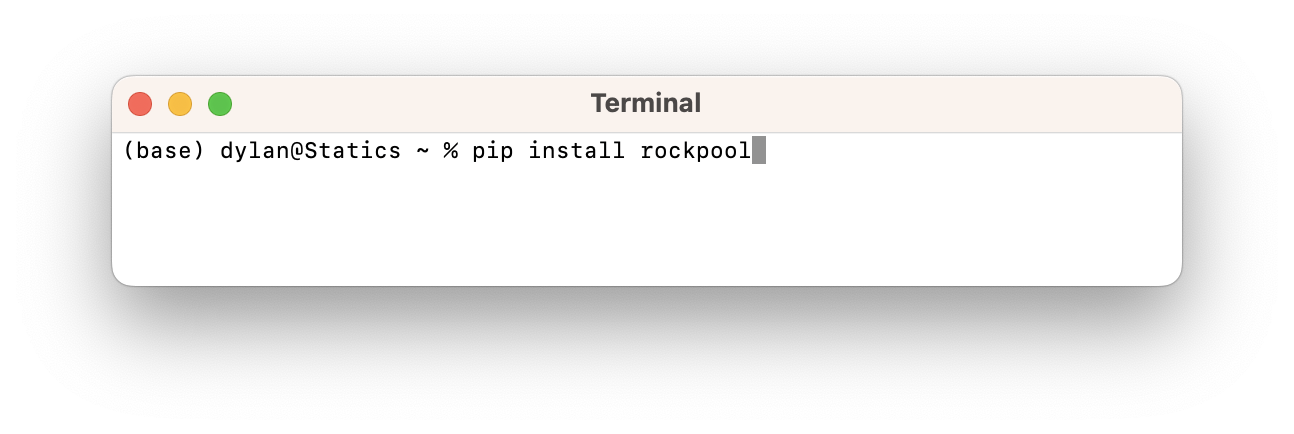 Terminal
(base) dylan@Statics ~ % pip install rockpool